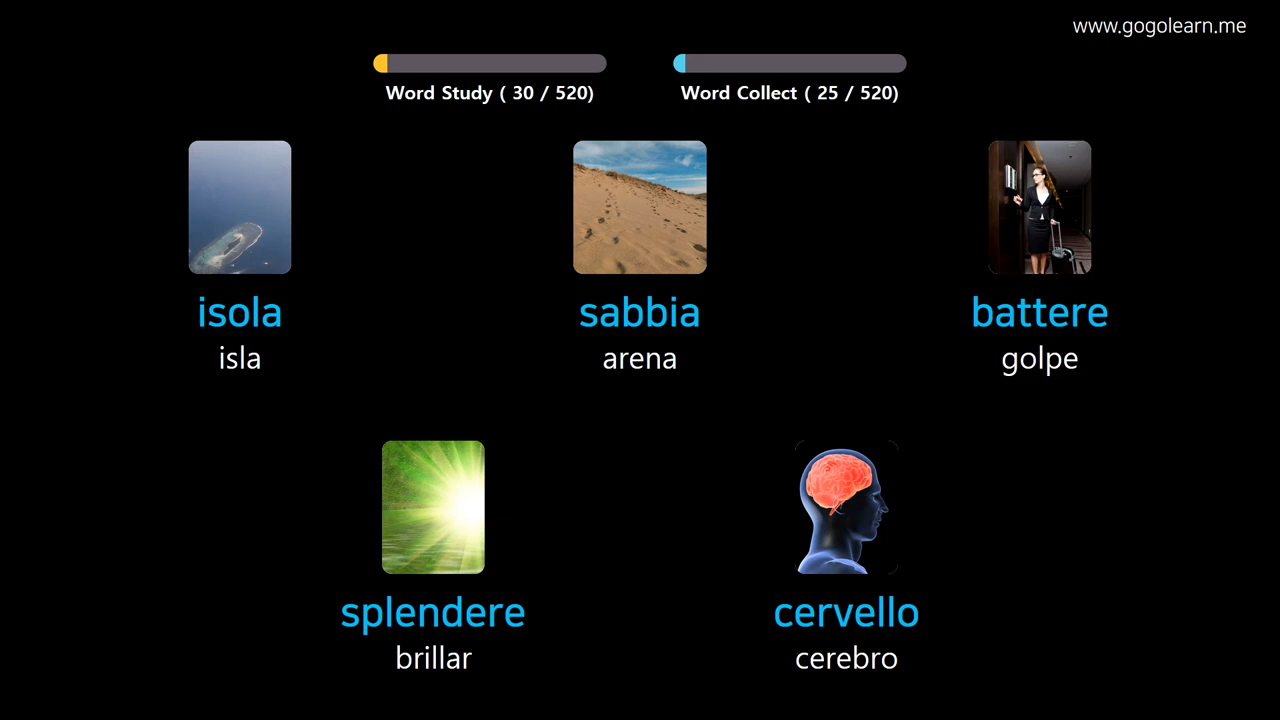 www.gogolearn.me
Word Study ( 30 / 520)
Word Collect ( 25 / 520)
isola
isla
sabbia
arena
battere
golpe
splendere
brillar
cervello
cerebro